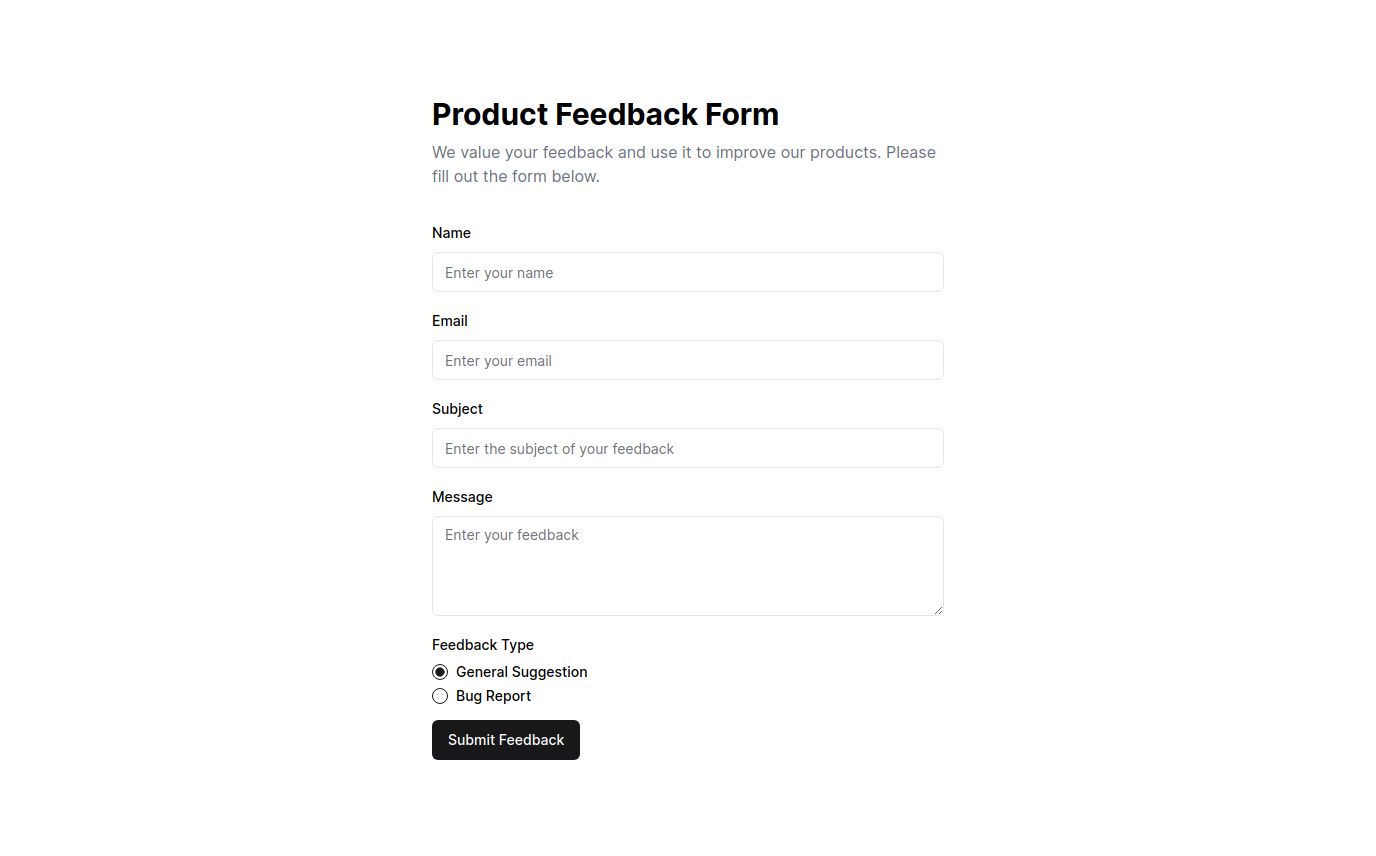 Product Feedback Form
We value your feedback and use it to improve our products. Please
fill out the form below.
Name
Enter your name
Email
Enter your email
Subject
Enter the subject of your feedback
Message
Enter your feedback
Feedback Type
General Suggestion
Bug Report
Submit Feedback